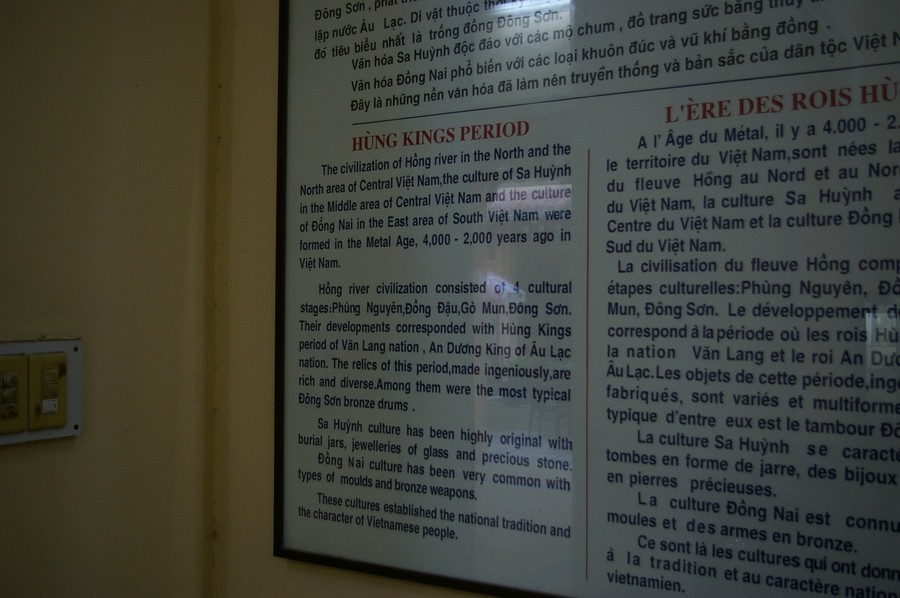 Đông Sơn , phát
lập nước Âu Lạc. Di vật thuộc
đó tiêu biểu nhất là trống đồng Đông Sơn.
Văn hóa Sa Huỳnh độc đáo với các mộ chum , đồ trang sức bằng thủy
Văn hóa Đồng Nai phổ biến với các loại khuôn đúc và vũ khí bằng đồng .
Đây là những nền văn hóa đã làm nên truyền thống và bản sắc của dân tộc Việt
HÙNG KINGS PERIOD
The civilization of Hồng river in the North and the
North area of Central Việt Nam,the culture of Sa Huỳnh
in the Middle area of Central Việt Nam and the culture
of Đồng Nai in the East area of South Việt Nam were
formed in the Metal Age, 4,000 - 2,000 years ago in
Việt Nam.
Hồng river civilization consisted of 4 cultural
stages:Phùng Nguyên,Đồng Đậu,Gò Mun,Đông Sơn.
Their developments corresponded with Hùng Kings
period of Văn Lang nation , An Dương King of Âu Lạc
nation. The relics of this period,made ingeniously,are
rich and diverse.Among them were the most typical
Đông Sơn bronze drums .
Sa Huỳnh culture has been highly original with
burial jars, jewelleries of glass and precious stone.
Đồng Nai culture has been very common with
types of moulds and bronze weapons.
These cultures established the national tradition and
the character of Vietnamese people.
L'ÈRE DES ROIS HÙ
A l' Âge du Métal, il y a 4.000 - 2.
le territoire du Việt Nam,sont nées la
du fleuve Hồng au Nord et au Nor
du Việt Nam, la culture Sa Huỳnh a
Centre du Việt Nam et la culture Đồng
Sud du Việt Nam.
La civilisation du fleuve Hồng comp
étapes culturelles:Phùng Nguyên, Đồ
Mun, Đông Sơn. Le développement d
correspond à la période où les rois Hù
la nation Văn Lang et le roi An Dươ
Âu Lạc.Les objets de cette période,ingé
fabriqués, sont variés et multiforme
typique d'entre eux est le tambour Đô
La culture Sa Huỳnh se caracté
tombes en forme de jarre, des bijoux
en pierres précieuses.
La culture Đồng Nai est connu
moules et des armes en bronze.
Ce sont là les cultures qui ont donn
à la tradition et au caractère nation
vietnamien.